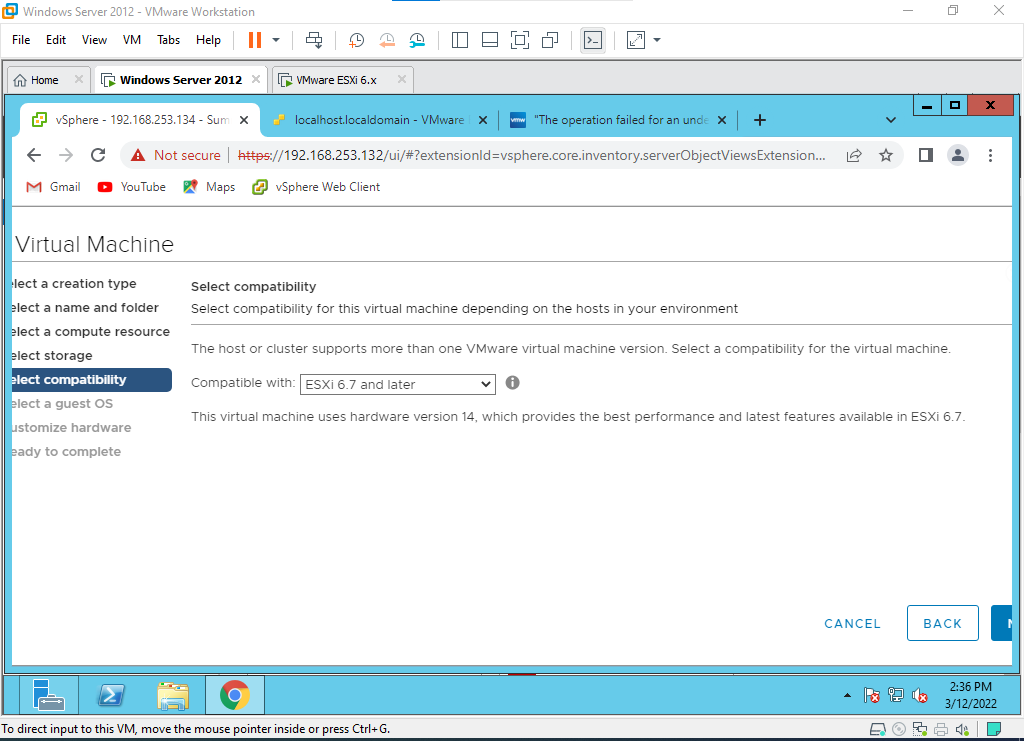 Windows Server 2012 - VMware Workstation
File Edit View VM Tabs Help
Home
Windows Server 2012
VMware ESXi 6.x
vSphere - 192.168.253.134 - Sum
localhost.localdomain - VMware
vmw "The operation failed for an unde
Not secure https://192.168.253.132/ui/#?extensionId=vsphere.core.inventory.serverObjectViewsExtension...
Gmail YouTube Maps vSphere Web Client
Virtual Machine
elect a creation type
elect a name and folder
elect a compute resource
elect storage
elect compatibility
elect a guest OS
ustomize hardware
eady to complete
Select compatibility
Select compatibility for this virtual machine depending on the hosts in your environment
The host or cluster supports more than one VMware virtual machine version. Select a compatibility for the virtual machine.
Compatible with: ESXi 6.7 and later
This virtual machine uses hardware version 14, which provides the best performance and latest features available in ESXi 6.7.
CANCEL BACK N
2:36 PM
3/12/2022
To direct input to this VM, move the mouse pointer inside or press Ctrl+G.